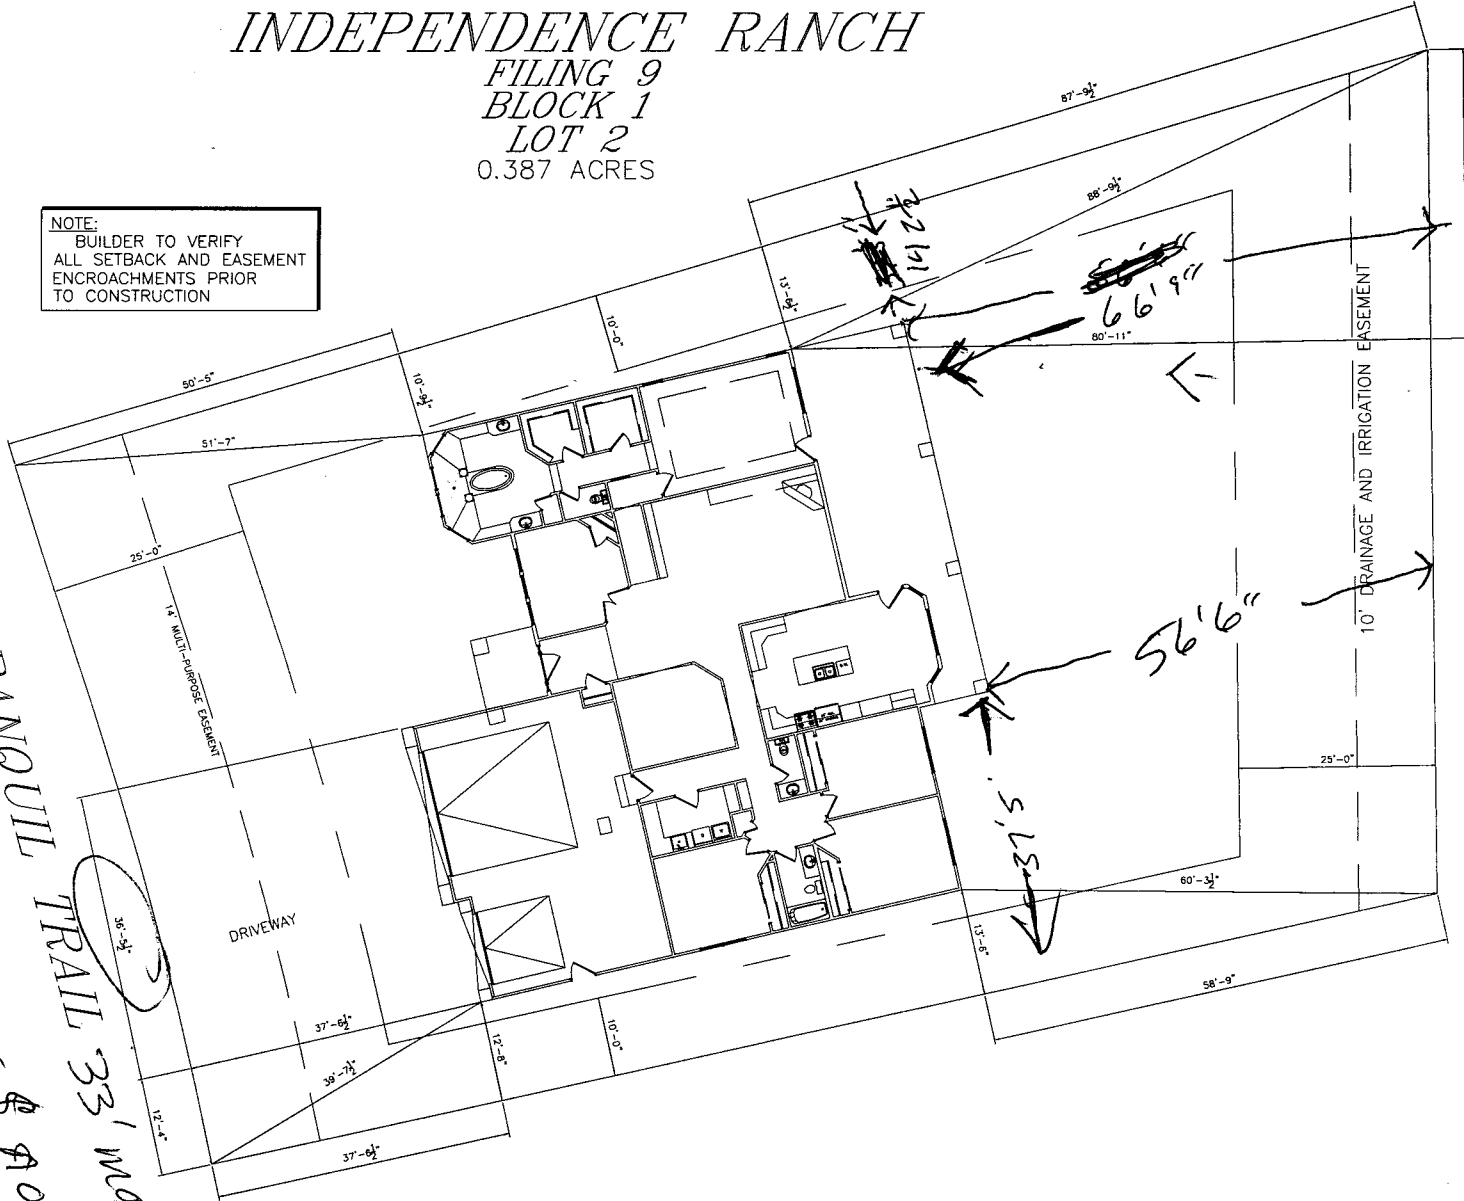 INDEPENDENCE RANCH
FILING 9
BLOCK 1
LOT 2
0.387 ACRES
NOTE:
BUILDER TO VERIFY
ALL SETBACK AND EASEMENT
ENCROACHMENTS PRIOR
TO CONSTRUCTION
87'-9½"
88'-9½"
13'-6½"
66'9"
80'-11"
10'-0"
50'-5"
10'-9½"
51'-7"
25'-0"
14' MULTI-PURPOSE EASEMENT
10' DRAINAGE AND IRRIGATION EASEMENT
56'6"
25'-0"
37'5
60'-3½"
13'-6"
58'-9"
DRIVEWAY
36'-5½"
TRAIL 33'
37'-6½"
39'-7½"
12'-8"
10'-0"
12'-4"
37'-6½"